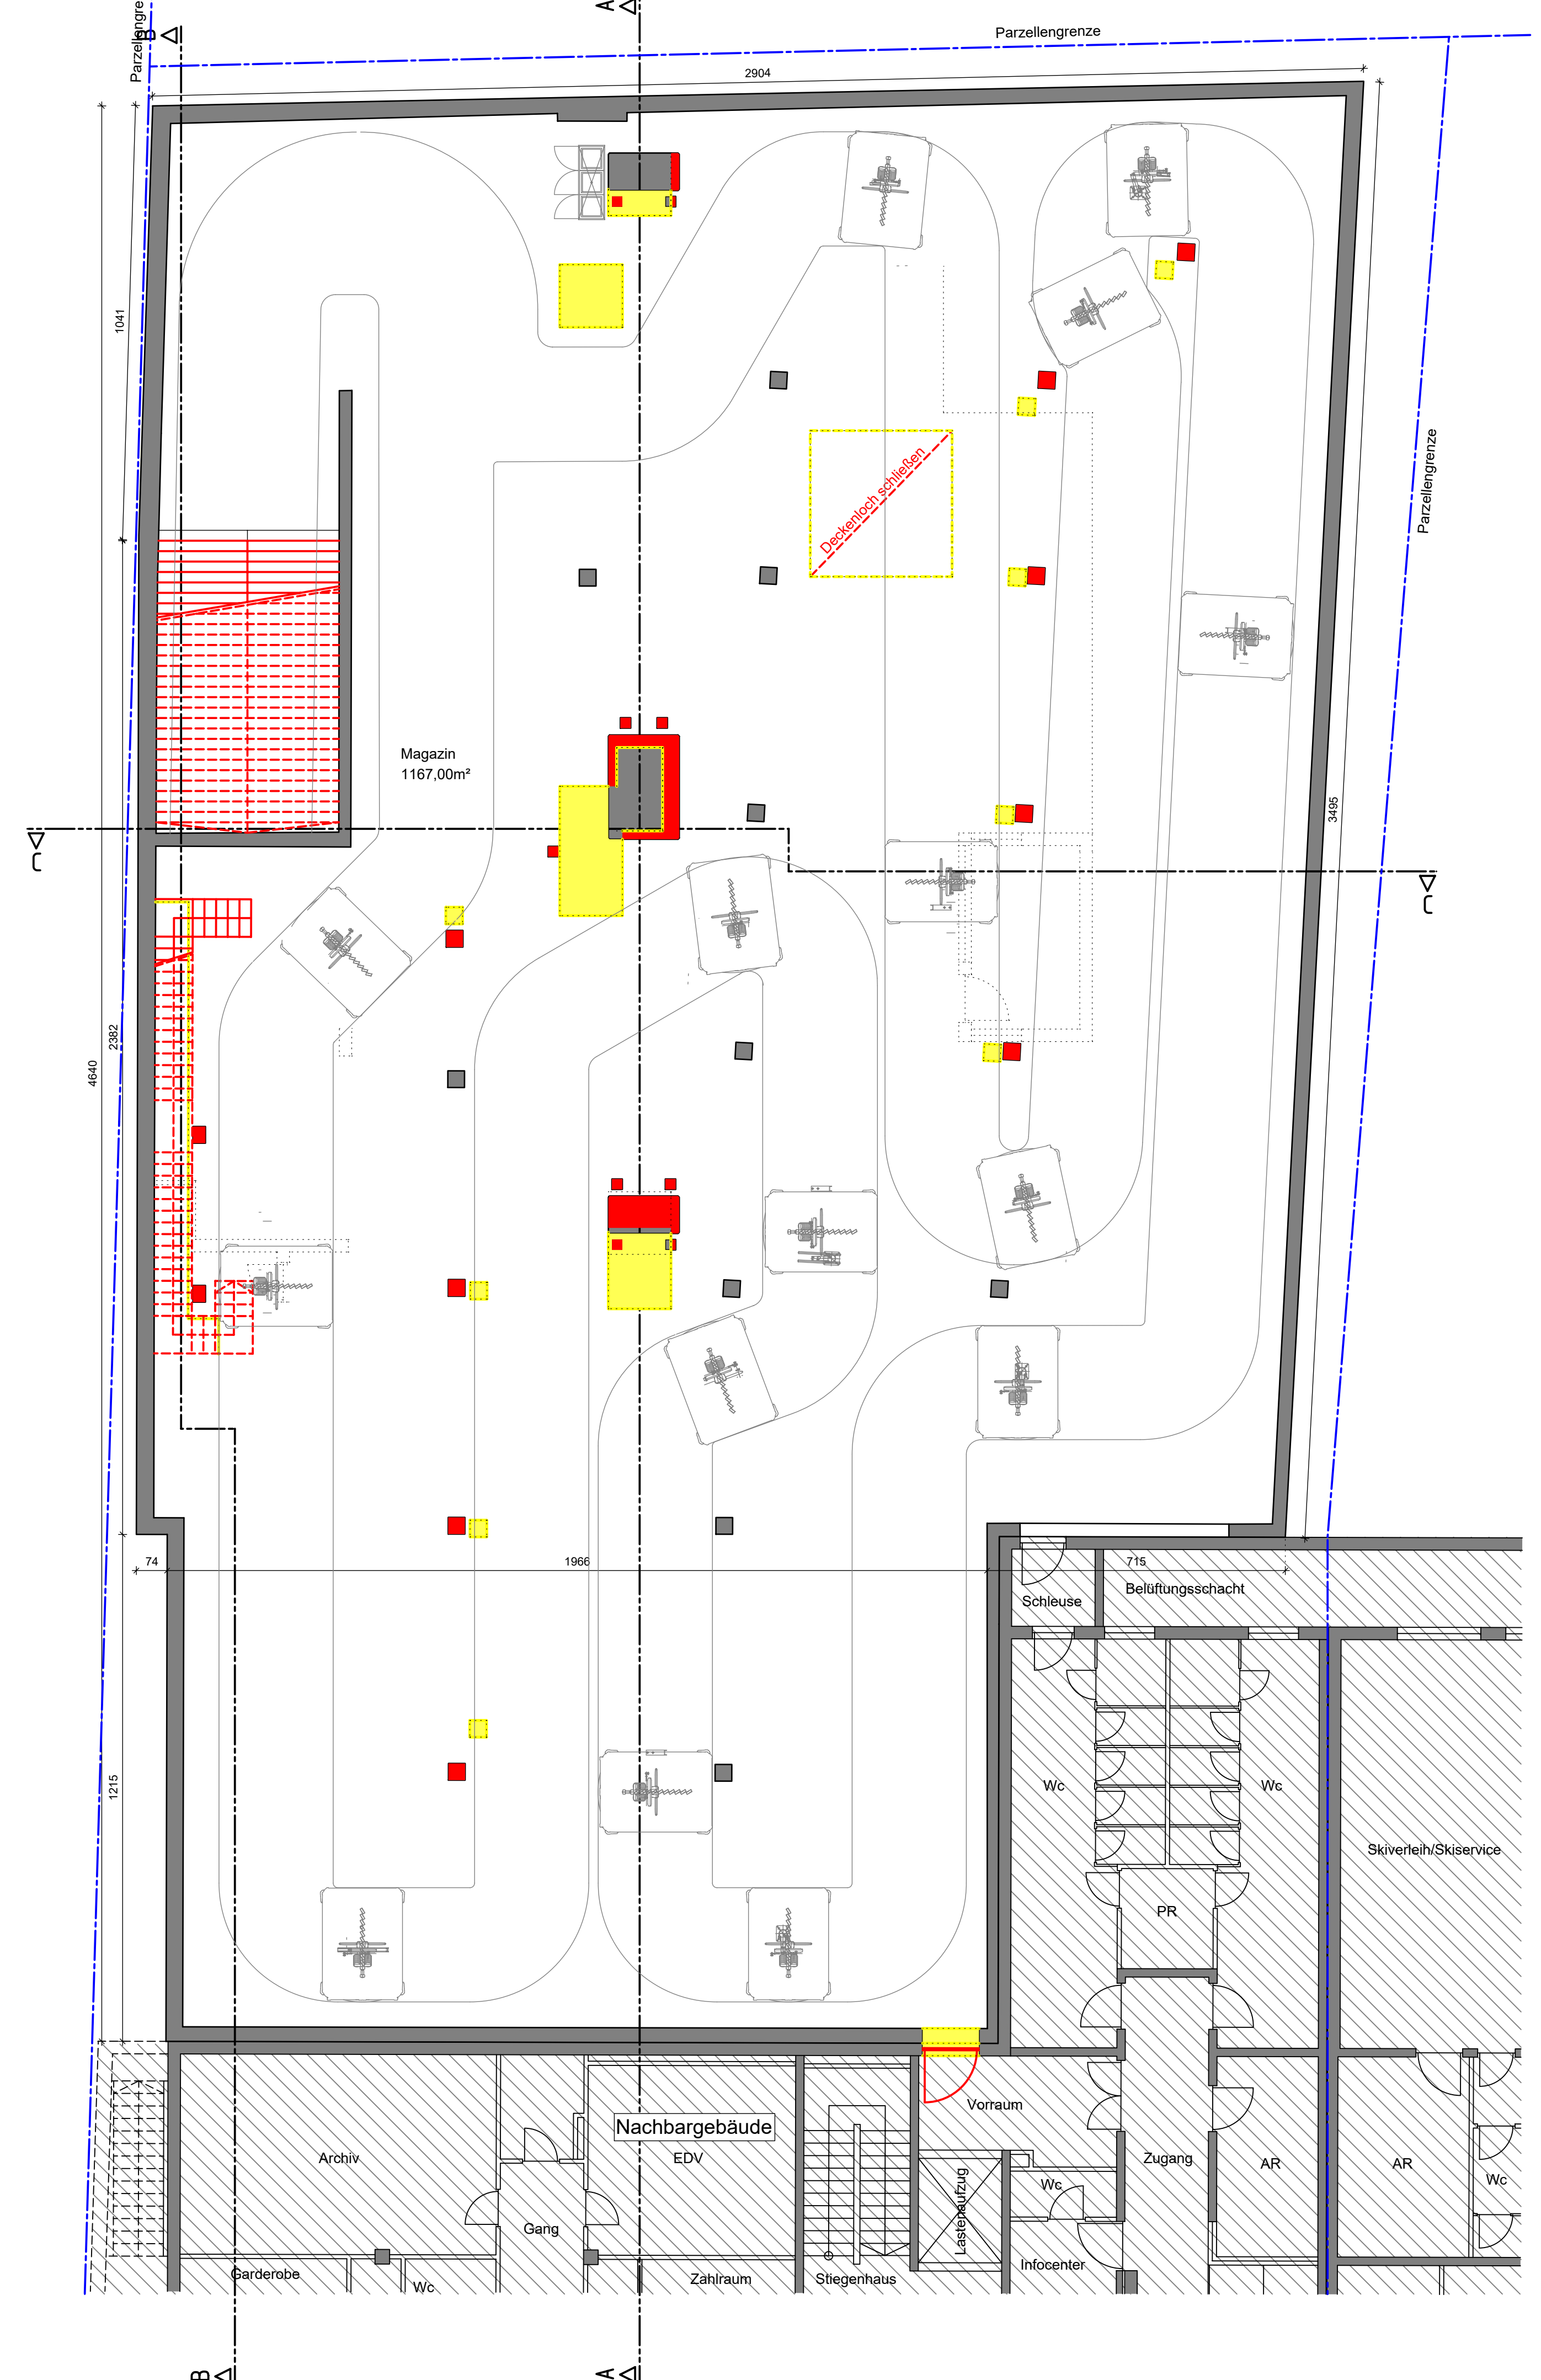 A
B
Parzellengre
Parzellengrenze
2904
1041
Parzellengrenze
Deckenloch schließen
Magazin
1167,00m²
3495
C
C
2382
4640
74
1966
715
Belüftungsschacht
Schleuse
1215
Wc
Wc
Skiverleih/Skiservice
PR
Vorraum
Nachbargebäude
Archiv
EDV
Zugang
AR
AR
Lastenaufzug
Wc
Wc
Gang
Infocenter
Garderobe
Wc
Zahlraum
Stiegenhaus
B
A